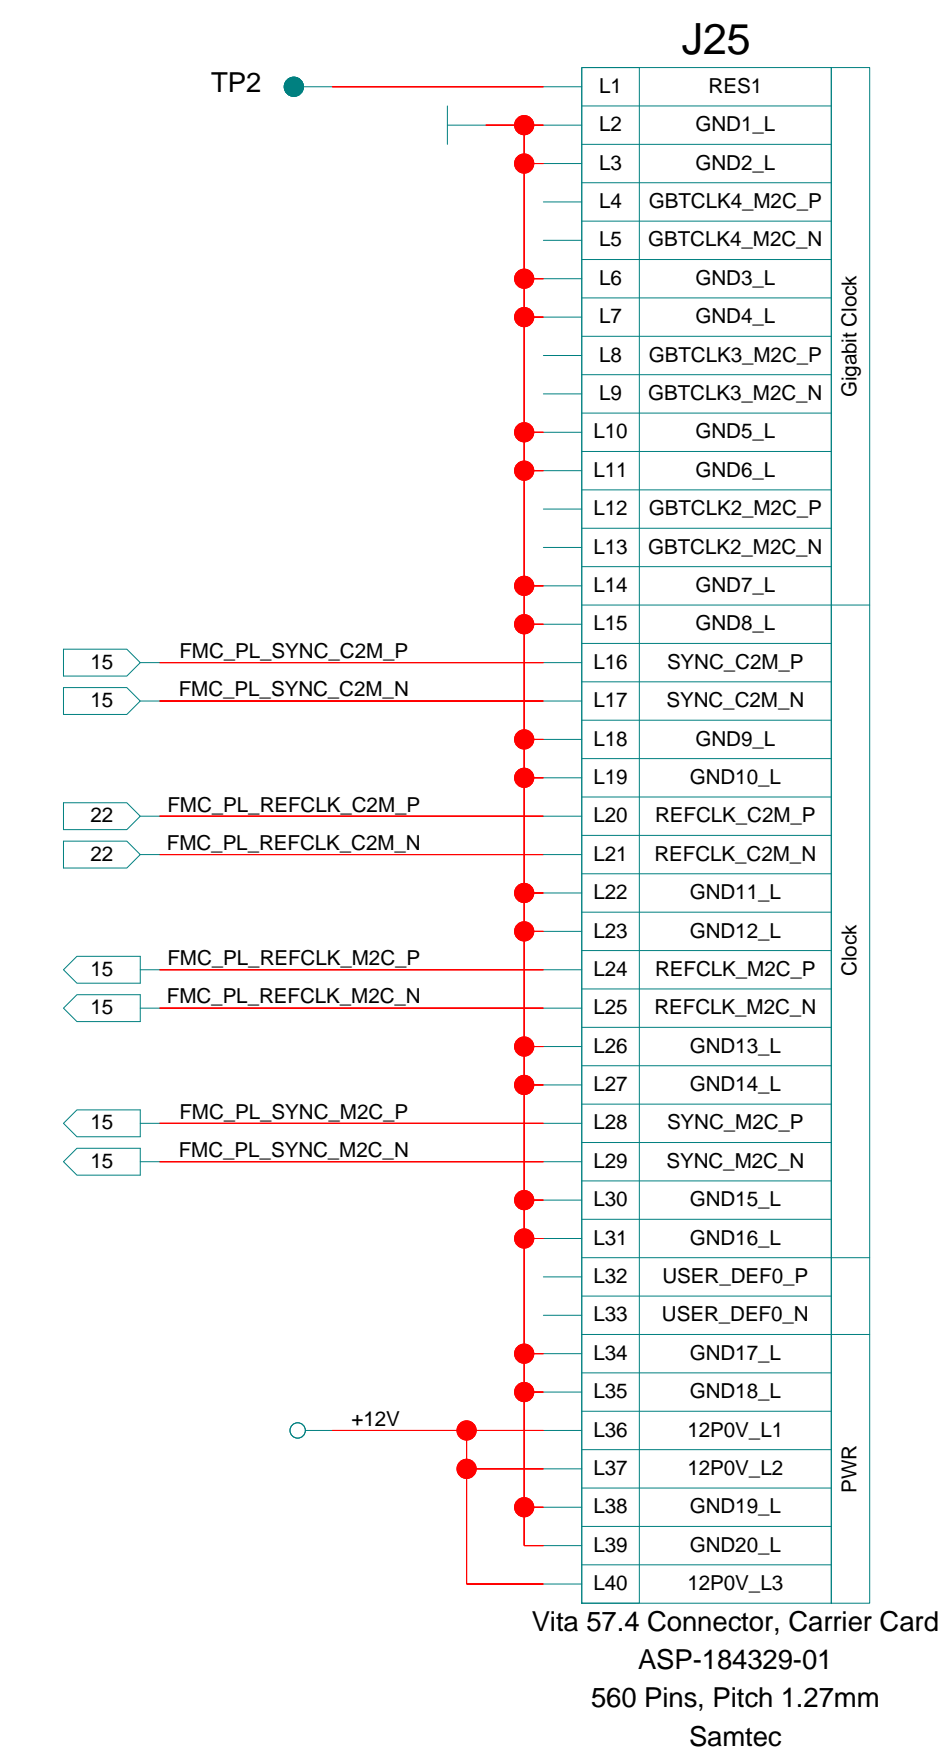 J25
TP2 L1 RES1
L2 GND1_L
L3 GND2_L
L4 GBTCLK4_M2C_P
L5 GBTCLK4_M2C_N
L6 GND3_L
L7 GND4_L
L8 GBTCLK3_M2C_P
L9 GBTCLK3_M2C_N
L10 GND5_L
L11 GND6_L
L12 GBTCLK2_M2C_P
L13 GBTCLK2_M2C_N
L14 GND7_L
Gigabit Clock
L15 GND8_L
15 FMC_PL_SYNC_C2M_P L16 SYNC_C2M_P
15 FMC_PL_SYNC_C2M_N L17 SYNC_C2M_N
L18 GND9_L
L19 GND10_L
22 FMC_PL_REFCLK_C2M_P L20 REFCLK_C2M_P
22 FMC_PL_REFCLK_C2M_N L21 REFCLK_C2M_N
L22 GND11_L
L23 GND12_L
15 FMC_PL_REFCLK_M2C_P L24 REFCLK_M2C_P
15 FMC_PL_REFCLK_M2C_N L25 REFCLK_M2C_N
L26 GND13_L
L27 GND14_L
15 FMC_PL_SYNC_M2C_P L28 SYNC_M2C_P
15 FMC_PL_SYNC_M2C_N L29 SYNC_M2C_N
L30 GND15_L
L31 GND16_L
Clock
L32 USER_DEF0_P
L33 USER_DEF0_N
L34 GND17_L
L35 GND18_L
+12V L36 12P0V_L1
L37 12P0V_L2
L38 GND19_L
L39 GND20_L
L40 12P0V_L3
PWR
Vita 57.4 Connector, Carrier Card
ASP-184329-01
560 Pins, Pitch 1.27mm
Samtec